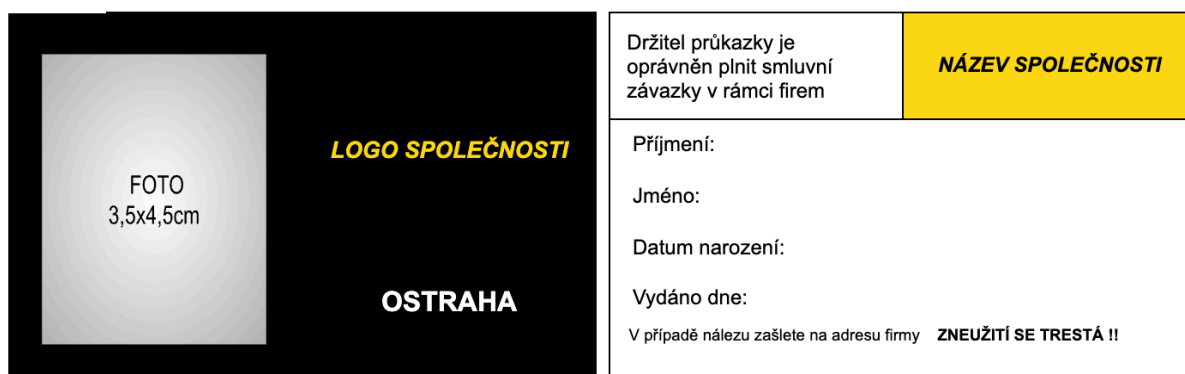 FOTO
3,5x4,5cm
LOGO SPOLEČNOSTI
OSTRAHA
Držitel průkazky je
oprávněn plnit smluvní
závazky v rámci firem
NÁZEV SPOLEČNOSTI
Příjmení:
Jméno:
Datum narození:
Vydáno dne:
V případě nálezu zašlete na adresu firmy ZNEUŽITÍ SE TRESTÁ !!